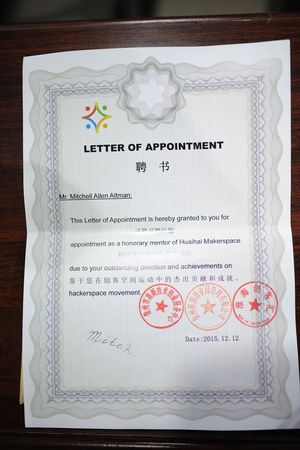 LETTER OF APPOINTMENT
聘 书
Mr. Mitchell Allen Altman:
This Letter of Appointment is hereby granted to you for
appointment as a honorary mentor of Huaihai Makerspace
due to your outstanding devotion and achievements on
基于您在创客空间运动中的杰出贡献和成就。
hackerspace movement.
Mitch.
Date:2015.12.12